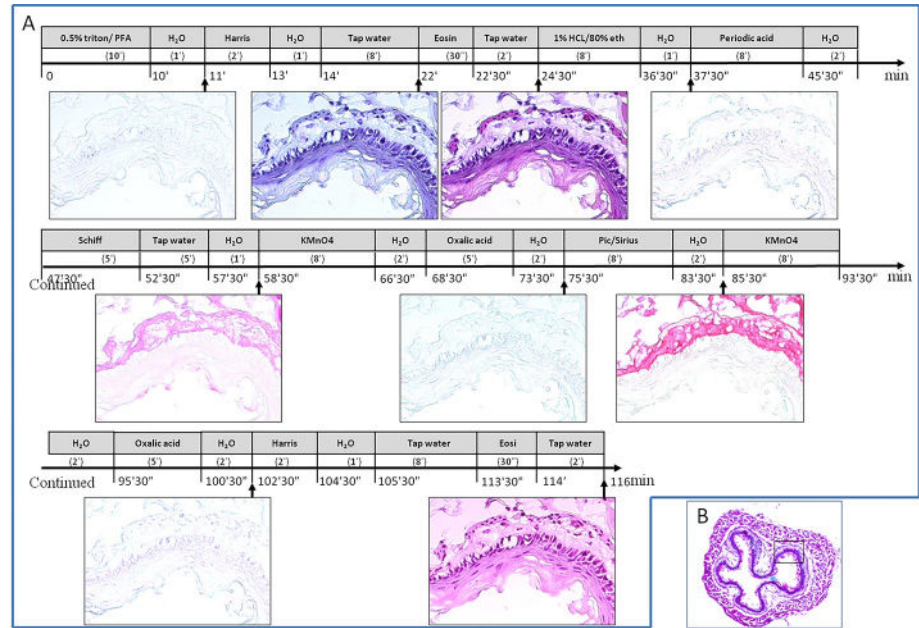 A
0.5% triton/ PFA H₂O Harris H₂O Tap water Eosin Tap water 1% HCL/80% eth H₂O Periodic acid H₂O
(10') (1') (2') (1') (8') (30") (2') (8') (1') (8') (2')
0 10' 11' 13' 14' 22' 22'30" 24'30" 36'30" 37'30" 45'30" min
Schiff Tap water H₂O KMnO4 H₂O Oxalic acid H₂O Pic/Sirius H₂O KMnO4
(5') (5') (1') (8') (2') (5') (2') (8') (2') (8')
47'30" 52'30" 57'30" 58'30" 66'30" 68'30" 73'30" 75'30" 83'30" 85'30" 93'30" min
Continued
H₂O Oxalic acid H₂O Harris H₂O Tap water Eosi Tap water
(2') (5') (2') (2') (1') (8') (30") (2')
Continued 95'30" 100'30" 102'30" 104'30" 105'30" 113'30" 114' 116min
B